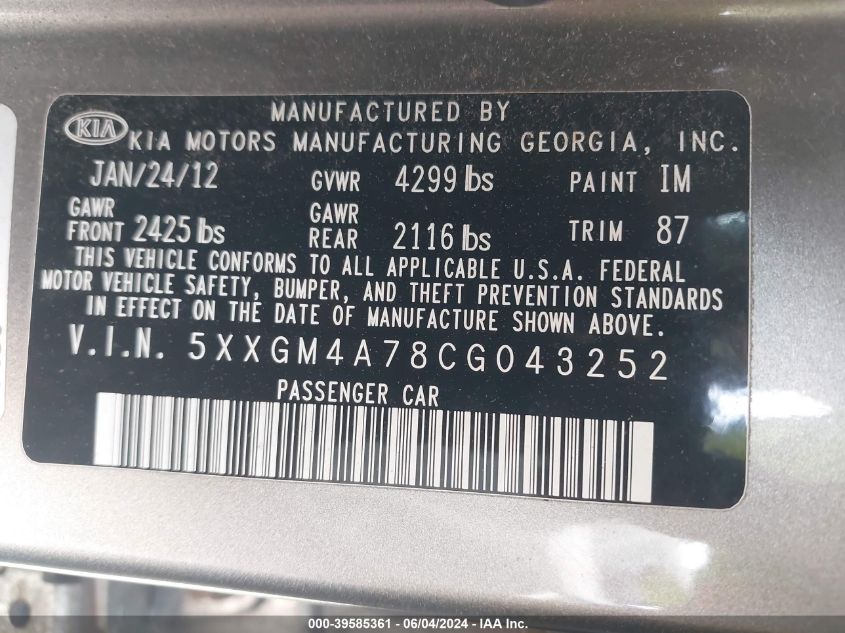 MANUFACTURED BY
KIA KIA MOTORS MANUFACTURING GEORGIA, INC.
JAN/24/12 GVWR 4299 lbs PAINT IM
GAWR FRONT 2425 lbs GAWR REAR 2116 lbs TRIM 87
THIS VEHICLE CONFORMS TO ALL APPLICABLE U.S.A. FEDERAL
MOTOR VEHICLE SAFETY, BUMPER, AND THEFT PREVENTION STANDARDS
IN EFFECT ON THE DATE OF MANUFACTURE SHOWN ABOVE.
V.I.N. 5XXGM4A78CG043252
PASSENGER CAR
000-39585361 - 06/04/2024 - IAA Inc.